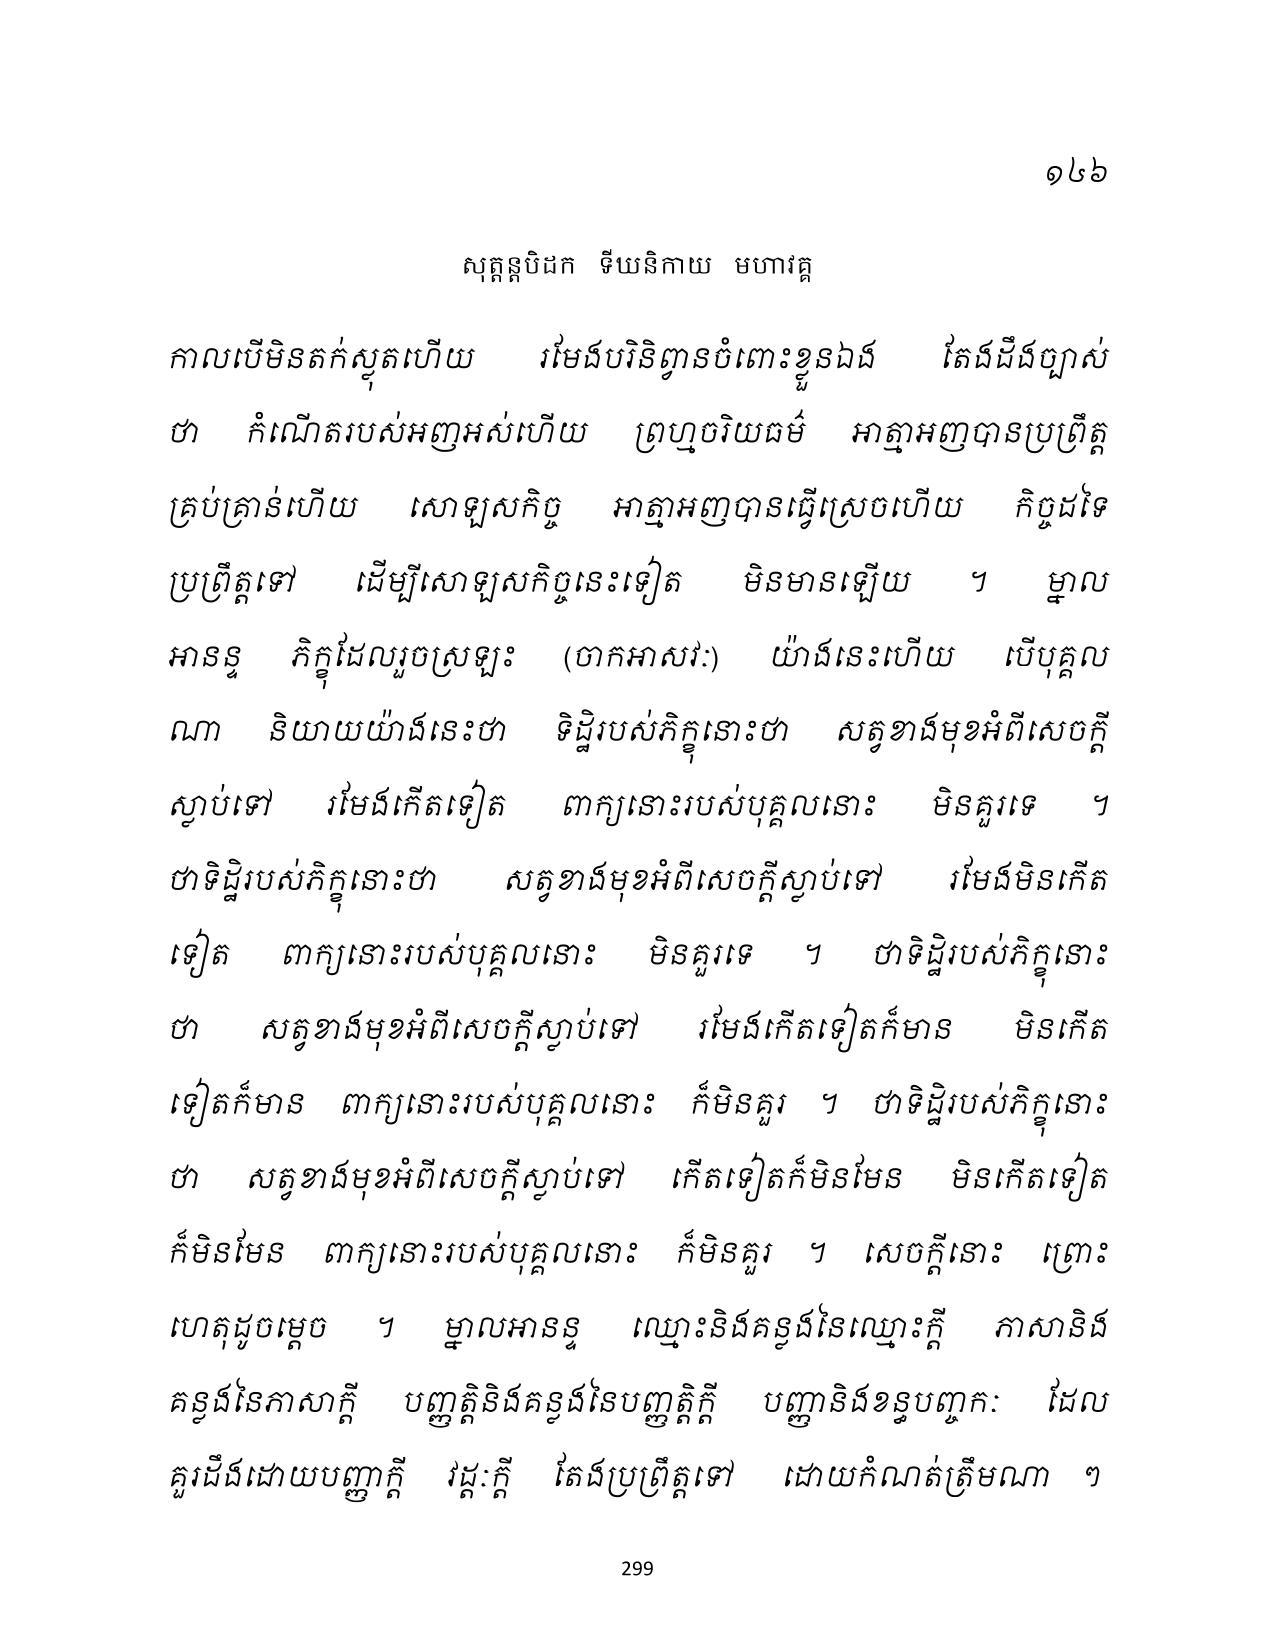 ១៤៦
សុត្តន្តបិដក ទីឃនិកាយ មហាវគ្គ
កាលបើមិនតក់ស្លុតហើយ រមែងបរិនិព្វានចំពោះខ្លួនឯង តែងដឹងច្បាស់
ថា កំណើតរបស់អញអស់ហើយ ព្រហ្មចរិយធម៌ អាត្មាអញបានប្រព្រឹត្ត
គ្រប់គ្រាន់ហើយ សោឡសកិច្ច អាត្មាអញបានធ្វើស្រេចហើយ កិច្ចដទៃ
ប្រព្រឹត្តទៅ ដើម្បីសោឡសកិច្ចនេះទៀត មិនមានឡើយ ។ ម្នាល
អានន្ទ ភិក្ខុដែលរួចស្រឡះ (ចាកអាសវៈ) យ៉ាងនេះហើយ បើបុគ្គល
ណា និយាយយ៉ាងនេះថា ទិដ្ឋិរបស់ភិក្ខុនោះថា សត្វខាងមុខអំពីសេចក្តី
ស្លាប់ទៅ រមែងកើតទៀត ពាក្យនោះរបស់បុគ្គលនោះ មិនគួរទេ ។
ថាទិដ្ឋិរបស់ភិក្ខុនោះថា សត្វខាងមុខអំពីសេចក្តីស្លាប់ទៅ រមែងមិនកើត
ទៀត ពាក្យនោះរបស់បុគ្គលនោះ មិនគួរទេ ។ ថាទិដ្ឋិរបស់ភិក្ខុនោះ
ថា សត្វខាងមុខអំពីសេចក្តីស្លាប់ទៅ រមែងកើតទៀតក៏មាន មិនកើត
ទៀតក៏មាន ពាក្យនោះរបស់បុគ្គលនោះ ក៏មិនគួរ ។ ថាទិដ្ឋិរបស់ភិក្ខុនោះ
ថា សត្វខាងមុខអំពីសេចក្តីស្លាប់ទៅ កើតទៀតក៏មិនមែន មិនកើតទៀត
ក៏មិនមែន ពាក្យនោះរបស់បុគ្គលនោះ ក៏មិនគួរ ។ សេចក្តីនោះ ព្រោះ
ហេតុដូចម្តេច ។ ម្នាលអានន្ទ ឈ្មោះនិងគន្លងនៃឈ្មោះក្តី ភាសានិង
គន្លងនៃភាសាក្តី បញ្ញត្តិនិងគន្លងនៃបញ្ញត្តិក្តី បញ្ញានិងខន្ធបញ្ចកៈ ដែល
គួរដឹងដោយបញ្ញាក្តី វដ្តៈក្តី តែងប្រព្រឹត្តទៅ ដោយកំណត់ត្រឹមណា ៗ
299